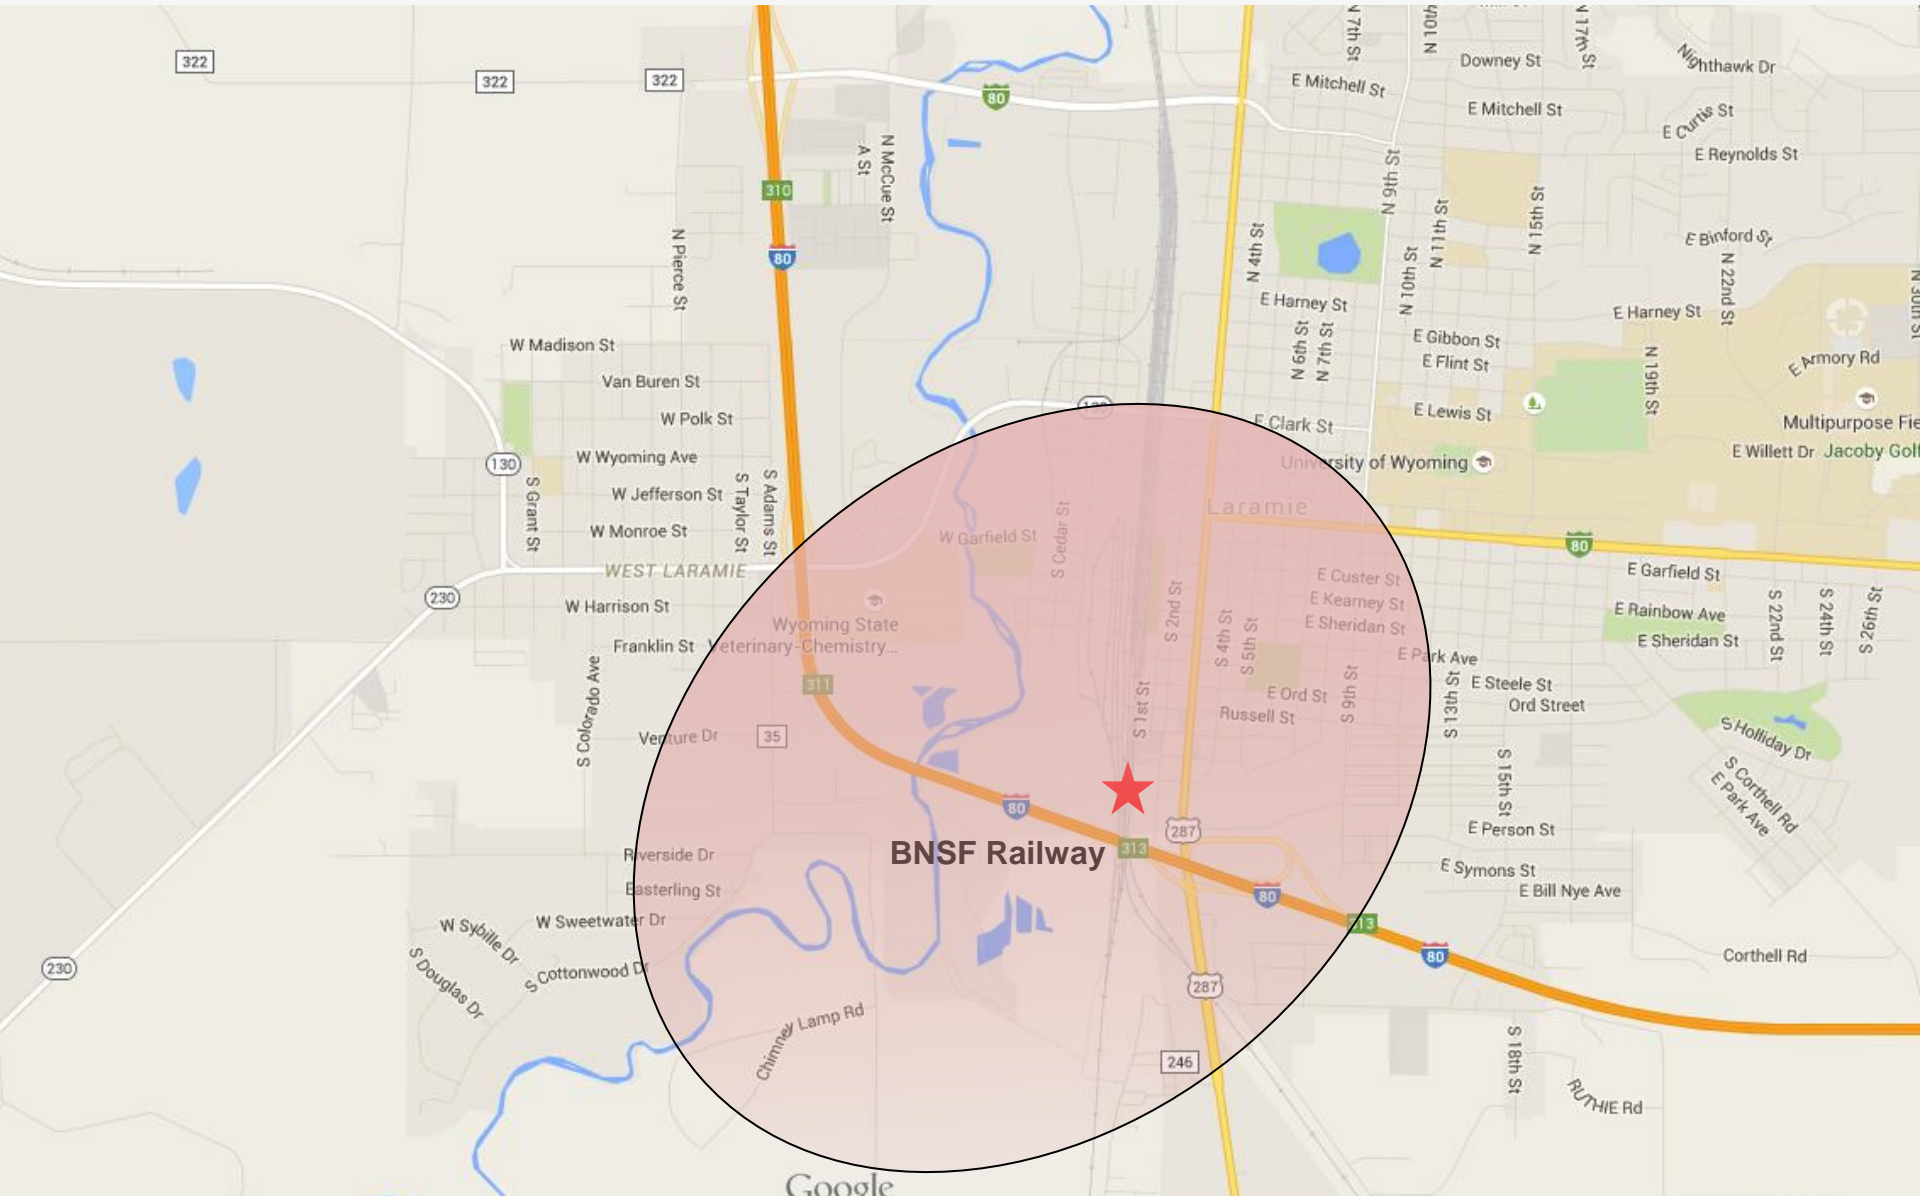 N 7th St
N 10th
N 17th St
322
322
322
80
Downey St
Nighthawk Dr
E Mitchell St
E Mitchell St
E Curtis St
E Reynolds St
A St
N McCue St
310
80
N 9th St
N 11th St
N 15th St
N 4th St
N 10th St
E Binford St
N 22nd St
N 30th St
N Pierce St
E Harney St
E Harney St
N 6th St
N 7th St
E Gibbon St
E Flint St
N 19th St
E Armory Rd
W Madison St
Van Buren St
W Polk St
130
E Clark St
E Lewis St
Multipurpose Fie
E Willett Dr
Jacoby Golf
W Wyoming Ave
130
University of Wyoming
W Jefferson St
S Grant St
S Taylor St
S Adams St
W Monroe St
Laramie
W Garfield St
S Cedar St
80
WEST LARAMIE
230
W Harrison St
E Garfield St
E Custer St
E Kearney St
E Sheridan St
E Rainbow Ave
E Sheridan St
S 22nd St
S 24th St
S 26th St
Wyoming State
Veterinary-Chemistry...
Franklin St
S 2nd St
S 4th St
S 5th St
E Park Ave
311
S Colorado Ave
E Ord St
Russell St
S 9th St
S 13th St
E Steele St
Ord Street
S 1st St
Venture Dr
35
S Holliday Dr
S Corthell Rd
E Park Ave
S 15th St
80
287
E Person St
BNSF Railway
313
Riverside Dr
Easterling St
E Symons St
E Bill Nye Ave
80
W Sweetwater Dr
W Sybille Dr
313
80
S Cottonwood Dr
S Douglas Dr
230
Corthell Rd
287
Chimney Lamp Rd
246
S 18th St
RUTHIE Rd
Google